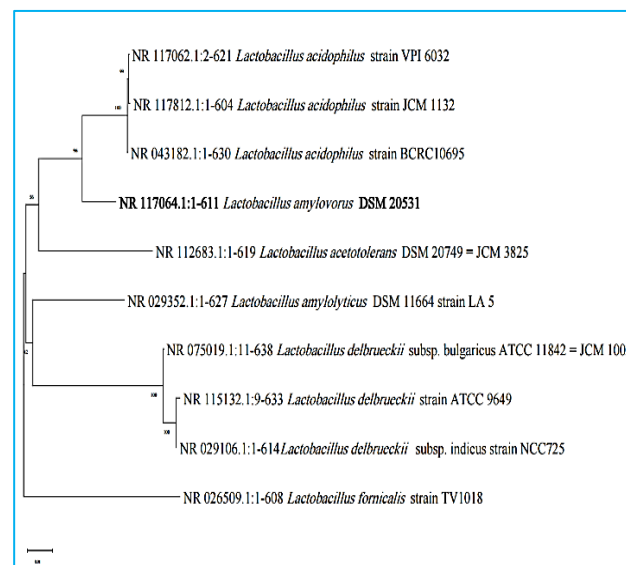 NR 117062.1:2-621 Lactobacillus acidophilus strain VPI 6032
NR 117812.1:1-604 Lactobacillus acidophilus strain JCM 1132
NR 043182.1:1-630 Lactobacillus acidophilus strain BCRC10695
NR 117064.1:1-611 Lactobacillus amylovorus DSM 20531
NR 112683.1:1-619 Lactobacillus acetotolerans DSM 20749 = JCM 3825
NR 029352.1:1-627 Lactobacillus amylolyticus DSM 11664 strain LA 5
NR 075019.1:11-638 Lactobacillus delbrueckii subsp. bulgaricus ATCC 11842 = JCM 100
NR 115132.1:9-633 Lactobacillus delbrueckii strain ATCC 9649
100
100
NR 029106.1:1-614 Lactobacillus delbrueckii subsp. indicus strain NCC725
NR 026509.1:1-608 Lactobacillus fornicalis strain TV1018